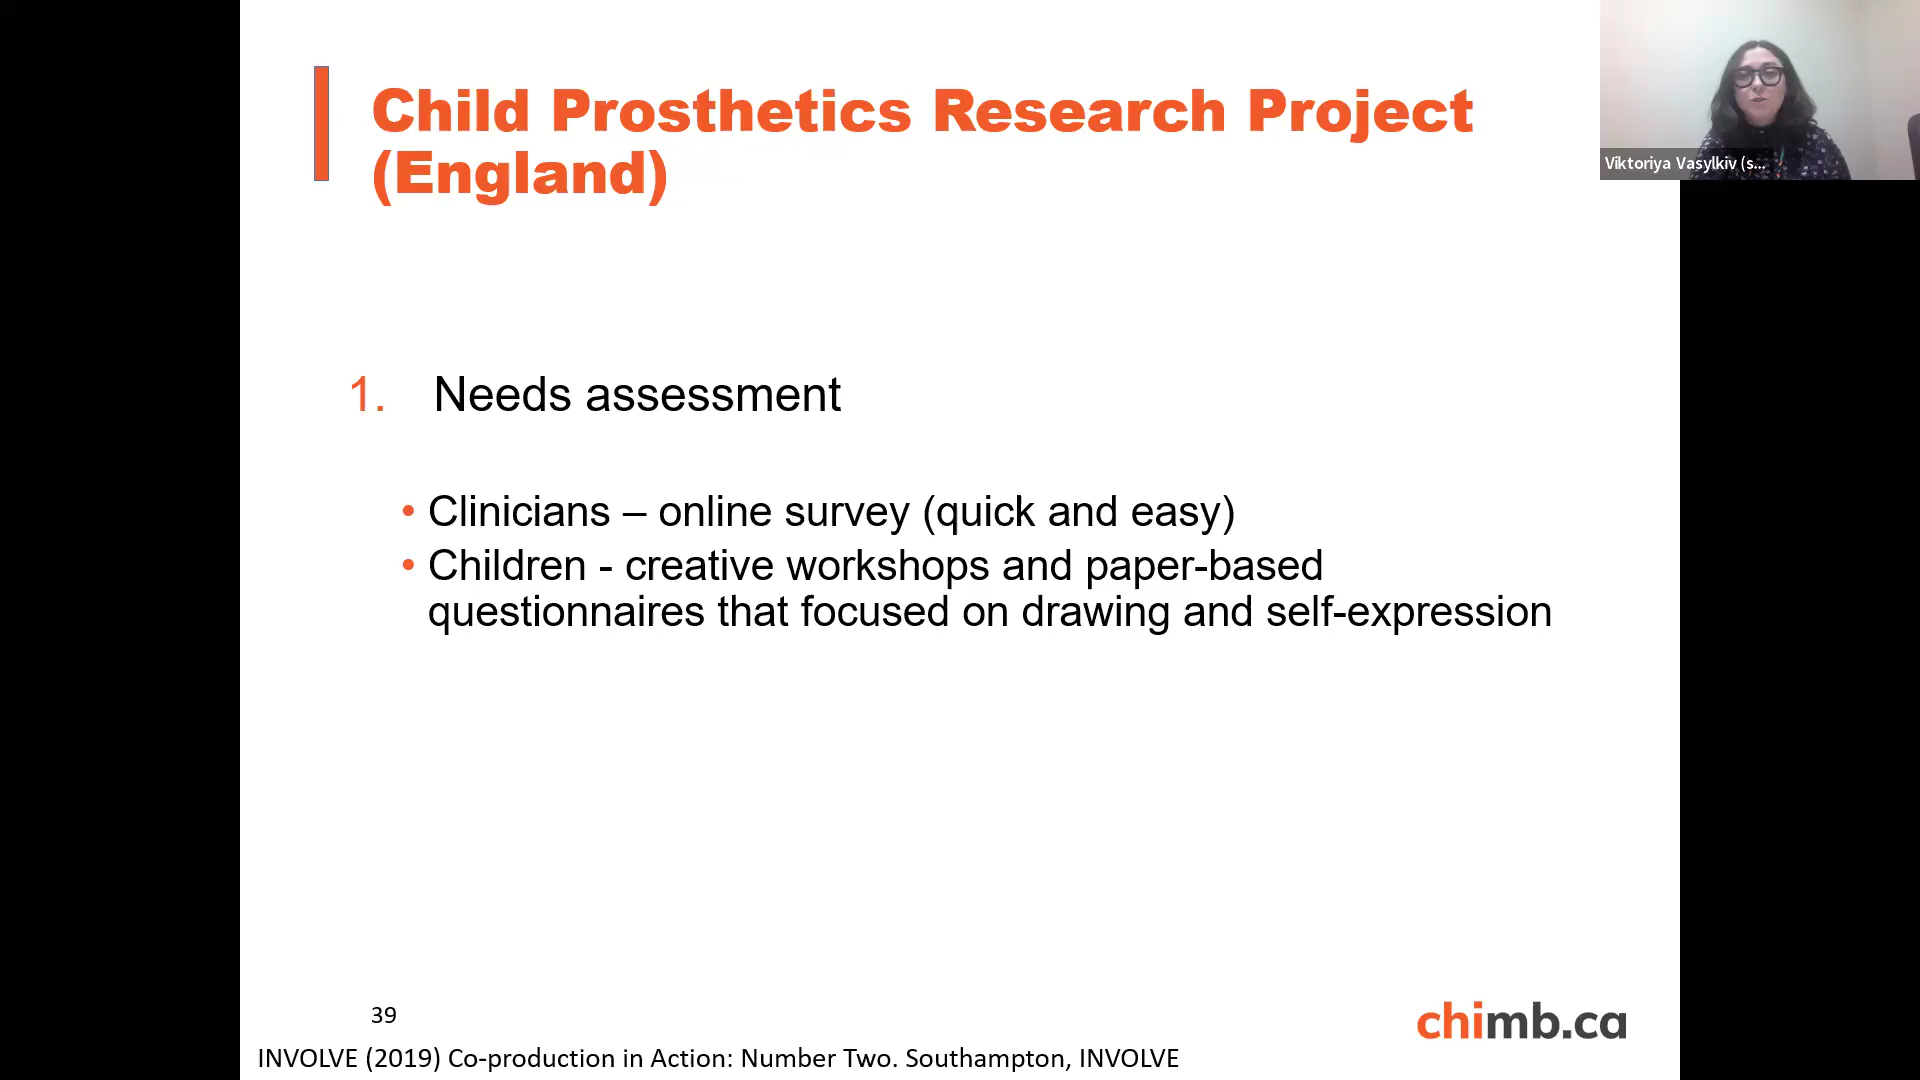 Child Prosthetics Research Project
(England)
Viktoriya Vasylkiv (s...
1. Needs assessment
• Clinicians – online survey (quick and easy)
• Children - creative workshops and paper-based
questionnaires that focused on drawing and self-expression
39
chimb.ca
INVOLVE (2019) Co-production in Action: Number Two. Southampton, INVOLVE